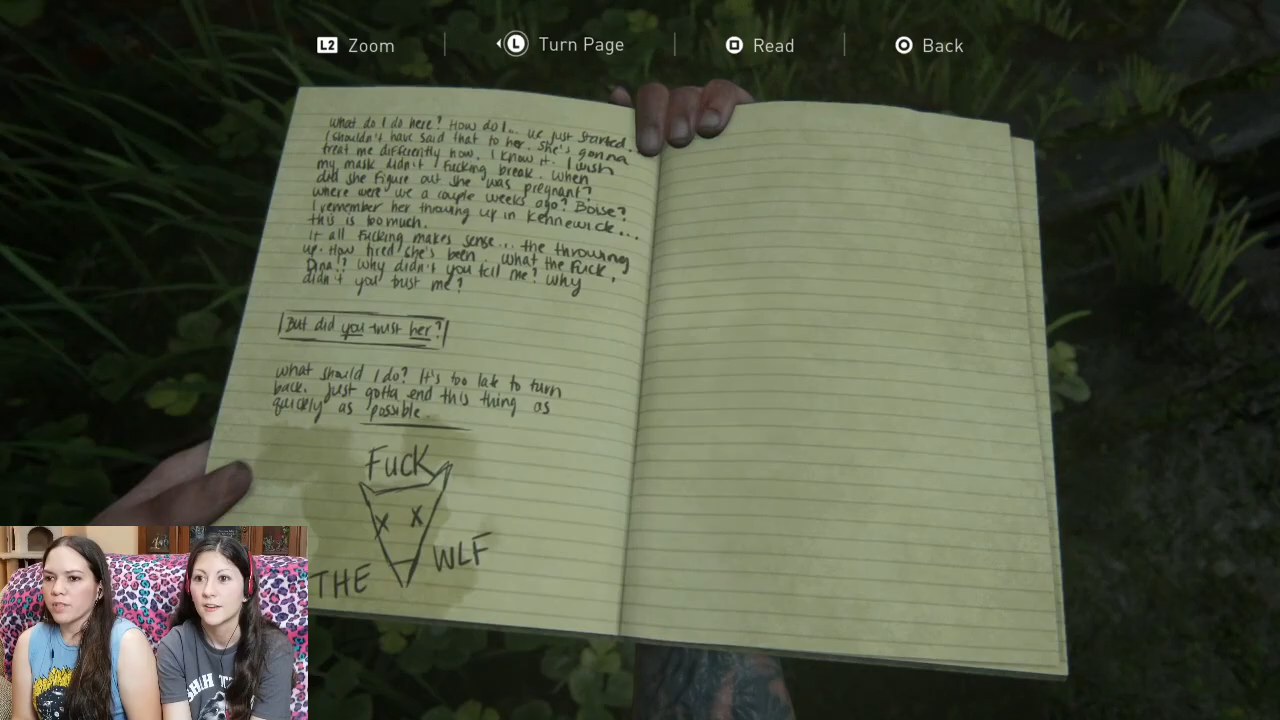 L2 Zoom L Turn Page Read Back
What do I do here? How do I... we just started.
I shouldn't have said that to her. She's gonna
treat me differently now. I know it. I wish
my mask didn't fucking break. When
did she figure out she was pregnant?
where were we a couple weeks ago? Boise?
I remember her throwing up in Kennewick...
this is too much.
It all fucking makes sense... the throwing
up. How tired she's been. What the Fuck,
Dina!? Why didn't you tell me? Why
didn't you trust me?
But did you trust her?
What should I do? It's too late to turn
back. Just gotta end this thing as
quickly as possible.
Fuck
X X
THE WLF